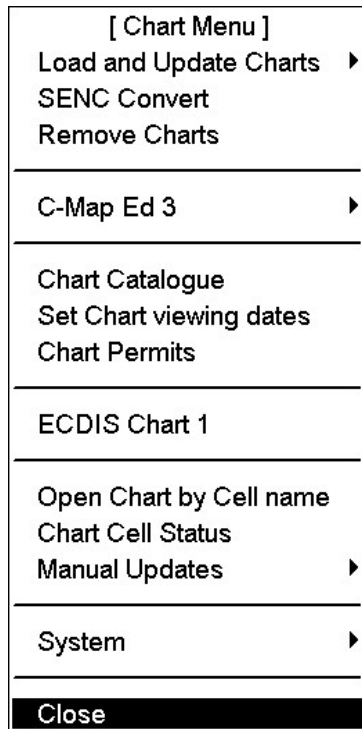 [ Chart Menu ]
Load and Update Charts
SENC Convert
Remove Charts
C-Map Ed 3
Chart Catalogue
Set Chart viewing dates
Chart Permits
ECDIS Chart 1
Open Chart by Cell name
Chart Cell Status
Manual Updates
System
Close